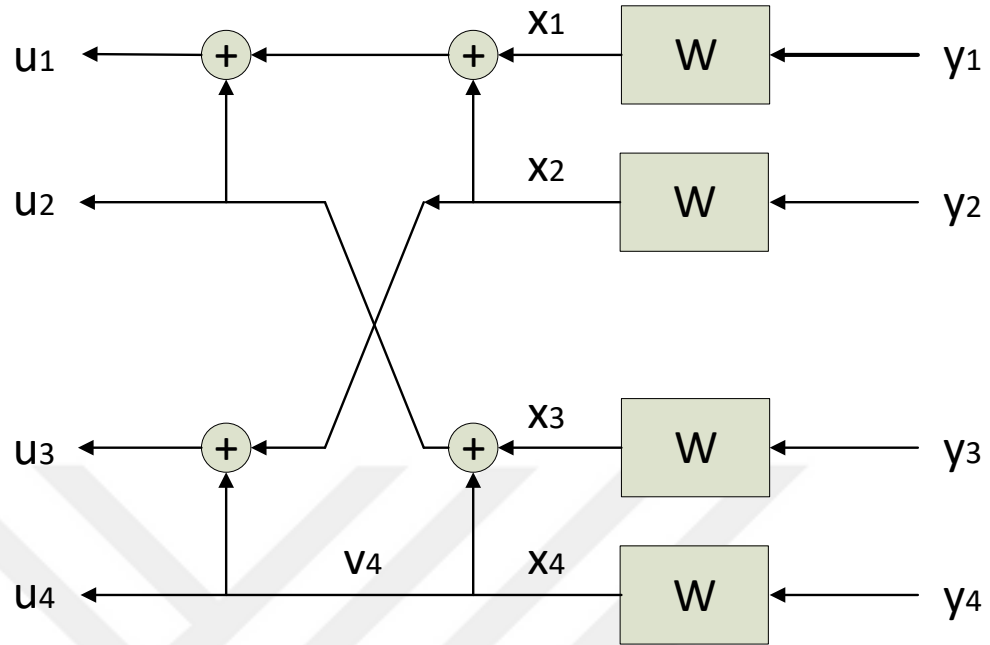 u1 + + x1 W y1
u2 x2 W y2
u3 + + x3 W y3
u4 v4 x4 W y4